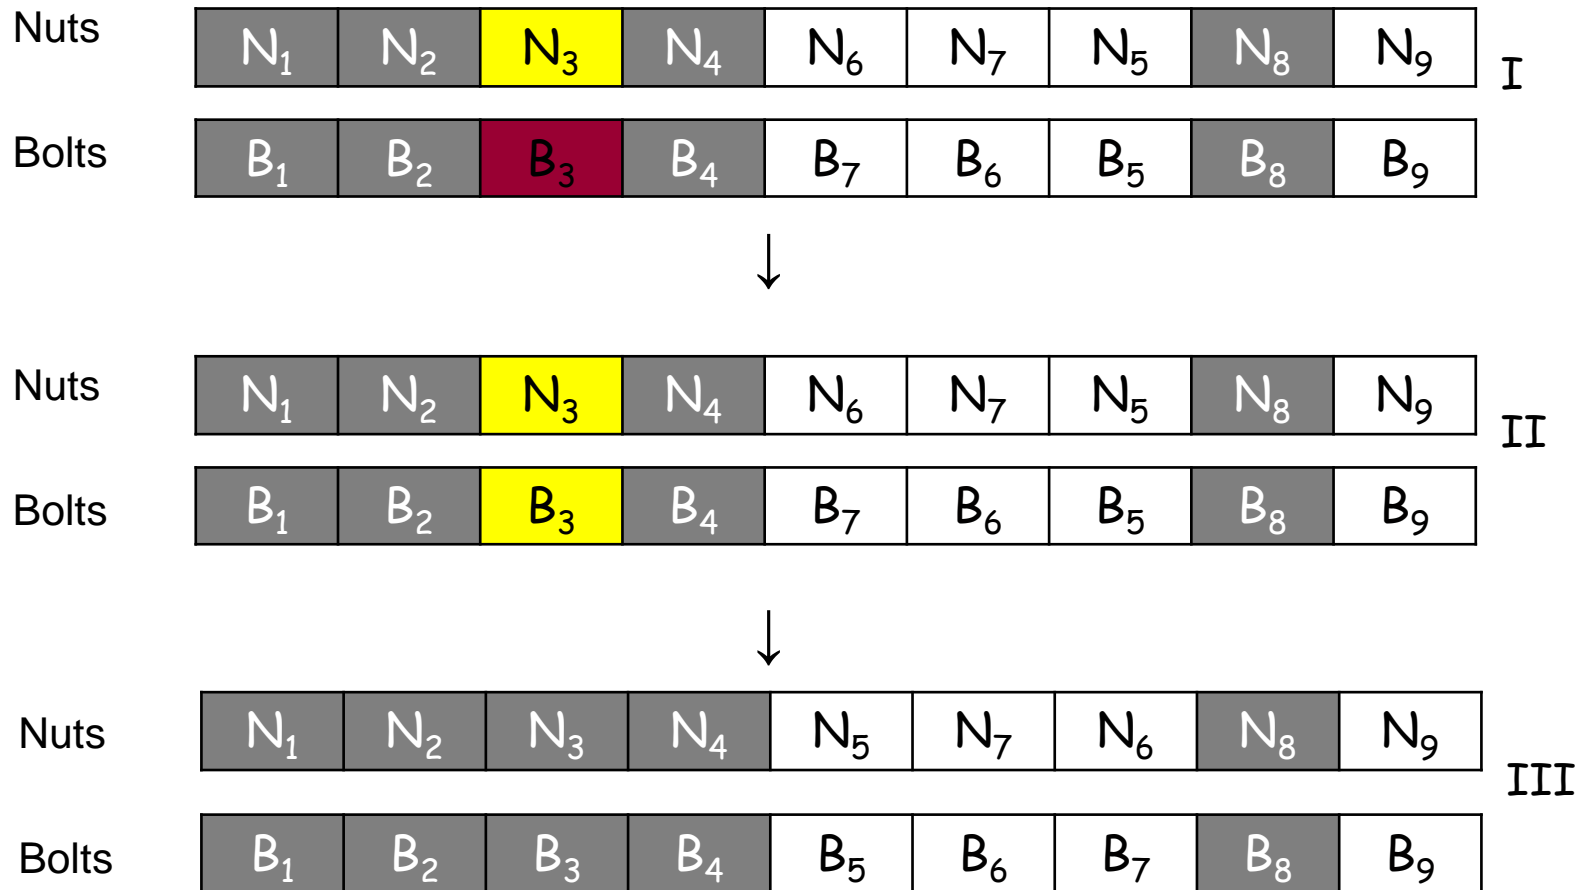 Nuts N₁ N₂ N₃ N₄ N₆ N₇ N₅ N₈ N₉
I
Bolts B₁ B₂ B₃ B₄ B₇ B₆ B₅ B₈ B₉
↓
Nuts N₁ N₂ N₃ N₄ N₆ N₇ N₅ N₈ N₉
II
Bolts B₁ B₂ B₃ B₄ B₇ B₆ B₅ B₈ B₉
↓
Nuts N₁ N₂ N₃ N₄ N₅ N₇ N₆ N₈ N₉
III
Bolts B₁ B₂ B₃ B₄ B₅ B₆ B₇ B₈ B₉